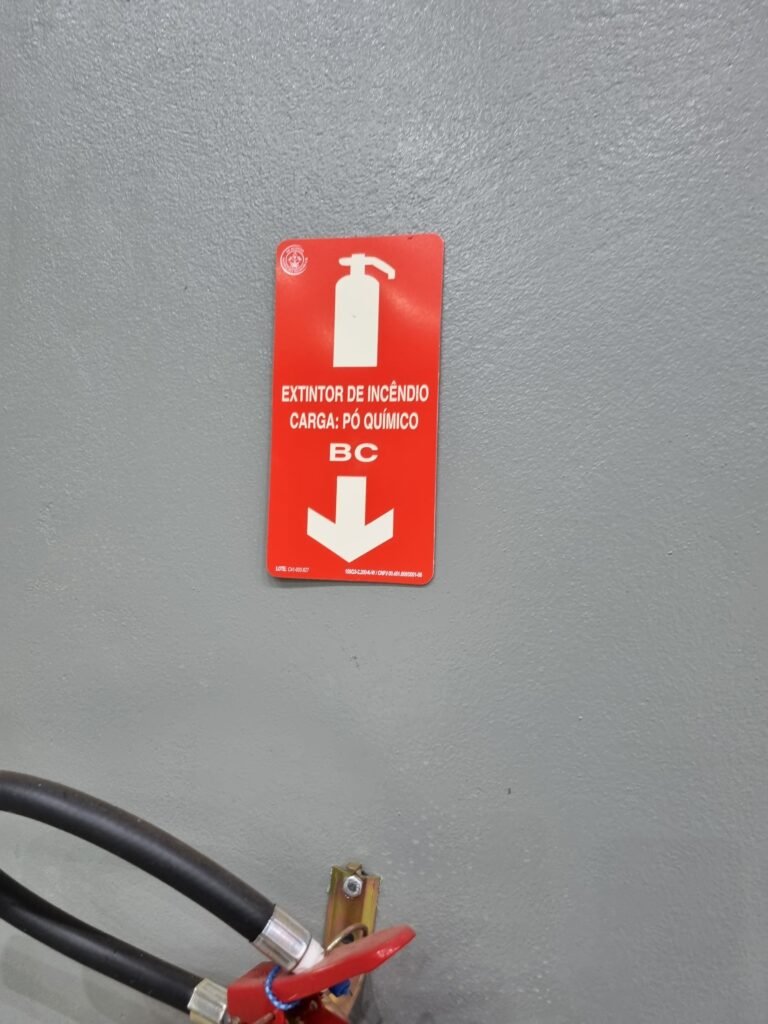 EXTINTOR DE INCÊNDIO
CARGA: PÓ QUÍMICO
BC